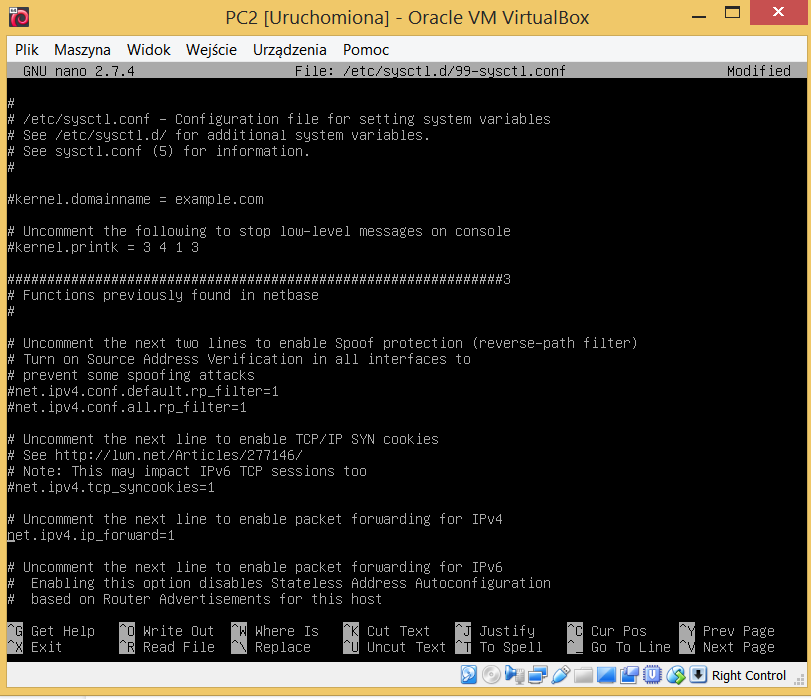 PC2 [Uruchomiona] - Oracle VM VirtualBox
Plik Maszyna Widok Wejście Urządzenia Pomoc
GNU nano 2.7.4 File: /etc/sysctl.d/99-sysctl.conf Modified
#
# /etc/sysctl.conf - Configuration file for setting system variables
# See /etc/sysctl.d/ for additional system variables.
# See sysctl.conf (5) for information.
#
#kernel.domainname = example.com
# Uncomment the following to stop low-level messages on console
#kernel.printk = 3 4 1 3
##############################################################3
# Functions previously found in netbase
#
# Uncomment the next two lines to enable Spoof protection (reverse-path filter)
# Turn on Source Address Verification in all interfaces to
# prevent some spoofing attacks
#net.ipv4.conf.default.rp_filter=1
#net.ipv4.conf.all.rp_filter=1
# Uncomment the next line to enable TCP/IP SYN cookies
# See http://lwn.net/Articles/277146/
# Note: This may impact IPv6 TCP sessions too
#net.ipv4.tcp_syncookies=1
# Uncomment the next line to enable packet forwarding for IPv4
net.ipv4.ip_forward=1
# Uncomment the next line to enable packet forwarding for IPv6
#  Enabling this option disables Stateless Address Autoconfiguration
#  based on Router Advertisements for this host
^G Get Help ^O Write Out ^W Where Is ^K Cut Text ^J Justify ^C Cur Pos ^Y Prev Page
^X Exit ^R Read File ^\ Replace ^U Uncut Text ^T To Spell ^_ Go To Line ^V Next Page
Right Control